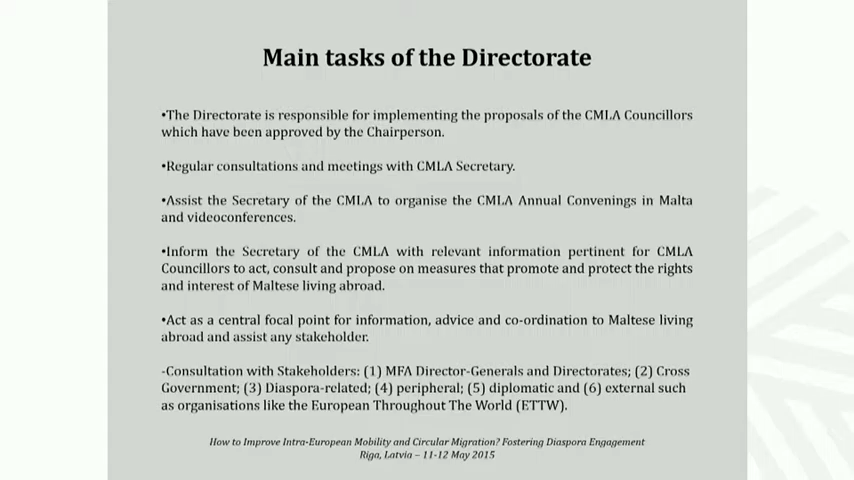 Main tasks of the Directorate
•The Directorate is responsible for implementing the proposals of the CMLA Councillors
which have been approved by the Chairperson.
•Regular consultations and meetings with CMLA Secretary.
•Assist the Secretary of the CMLA to organise the CMLA Annual Convenings in Malta
and videoconferences.
•Inform the Secretary of the CMLA with relevant information pertinent for CMLA
Councillors to act, consult and propose on measures that promote and protect the rights
and interest of Maltese living abroad.
•Act as a central focal point for information, advice and co-ordination to Maltese living
abroad and assist any stakeholder.
-Consultation with Stakeholders: (1) MFA Director-Generals and Directorates; (2) Cross
Government; (3) Diaspora-related; (4) peripheral; (5) diplomatic and (6) external such
as organisations like the European Throughout The World (ETTW).
How to Improve Intra-European Mobility and Circular Migration? Fostering Diaspora Engagement
Riga, Latvia – 11-12 May 2015